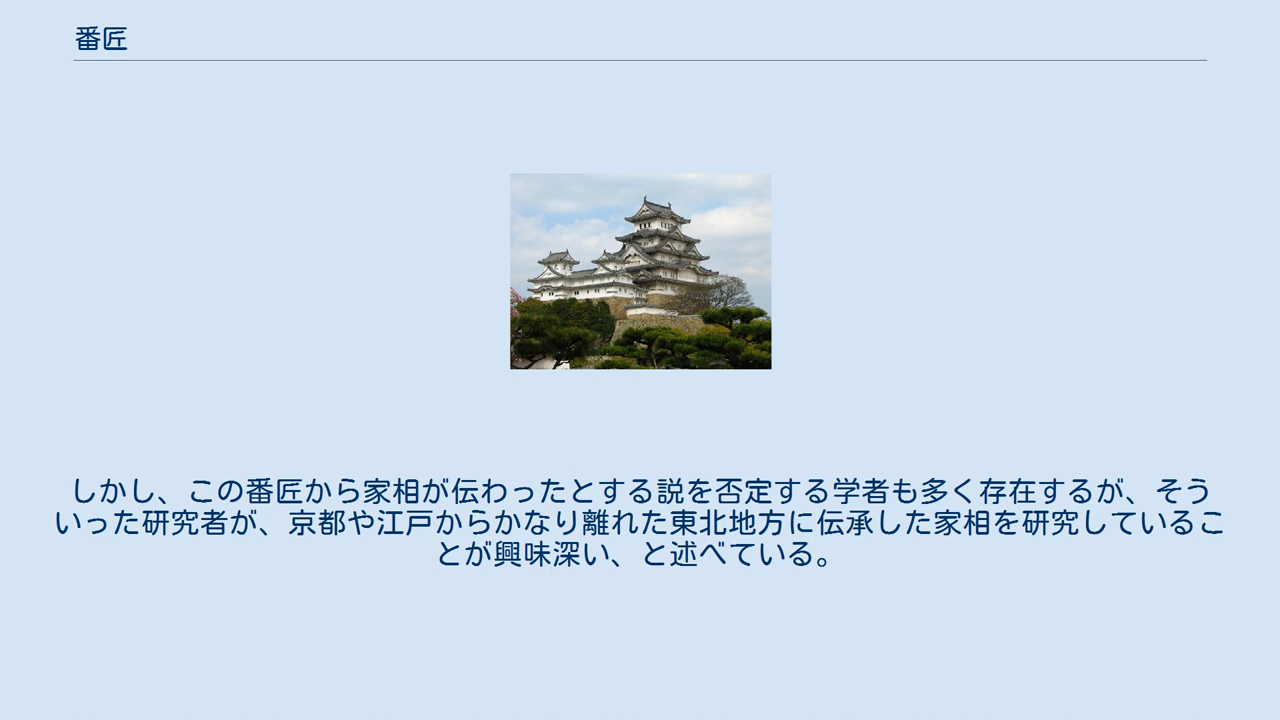 番匠
しかし、この番匠から家相が伝わったとする説を否定する学者も多く存在するが、そう
いった研究者が、京都や江戸からかなり離れた東北地方に伝承した家相を研究しているこ
とが興味深い、と述べている。